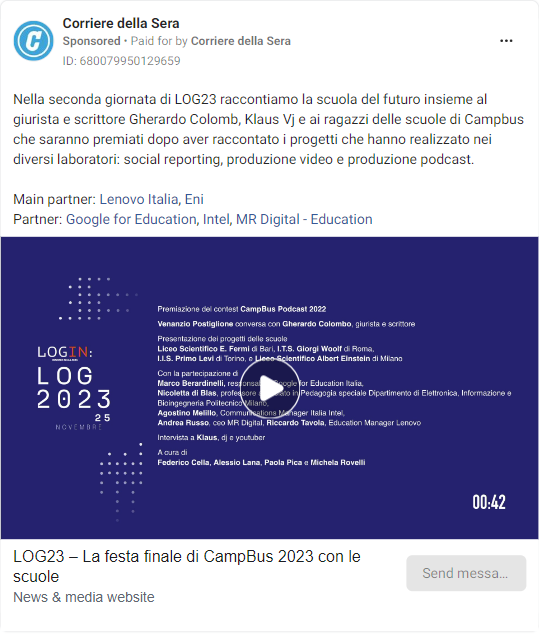 Corriere della Sera
Sponsored • Paid for by Corriere della Sera
ID: 680079950129659
Nella seconda giornata di LOG23 raccontiamo la scuola del futuro insieme al
giurista e scrittore Gherardo Colomb, Klaus Vj e ai ragazzi delle scuole di Campbus
che saranno premiati dopo aver raccontato i progetti che hanno realizzato nei
diversi laboratori: social reporting, produzione video e produzione podcast.
Main partner: Lenovo Italia, Eni
Partner: Google for Education, Intel, MR Digital - Education
LOGIN:
LOG
2023
25
NOVEMBRE
Premiazione del contest CampBus Podcast 2022
Venanzio Postiglione conversa con Gherardo Colombo, giurista e scrittore
Presentazione dei progetti delle scuole
Liceo Scientifico E. Fermi di Bari, I.T.S. Giorgi Woolf di Roma,
I.I.S. Primo Levi di Torino, e Liceo Scientifico Albert Einstein di Milano
Con la partecipazione di
Marco Berardinelli, Google for Education Italia,
Nicoletta di Blas, professore in Pedagogia speciale Dipartimento di Elettronica, Informazione e
Bioingegneria Politecnico Milano,
Agostino Melillo, Communications Manager Italia Intel,
Andrea Russo, ceo MR Digital, Riccardo Tavola, Education Manager Lenovo
Intervista a Klaus, dj e youtuber
A cura di
Federico Cella, Alessio Lana, Paola Pica e Michela Rovelli
00:42
LOG23 – La festa finale di CampBus 2023 con le
scuole
News & media website
Send messa...